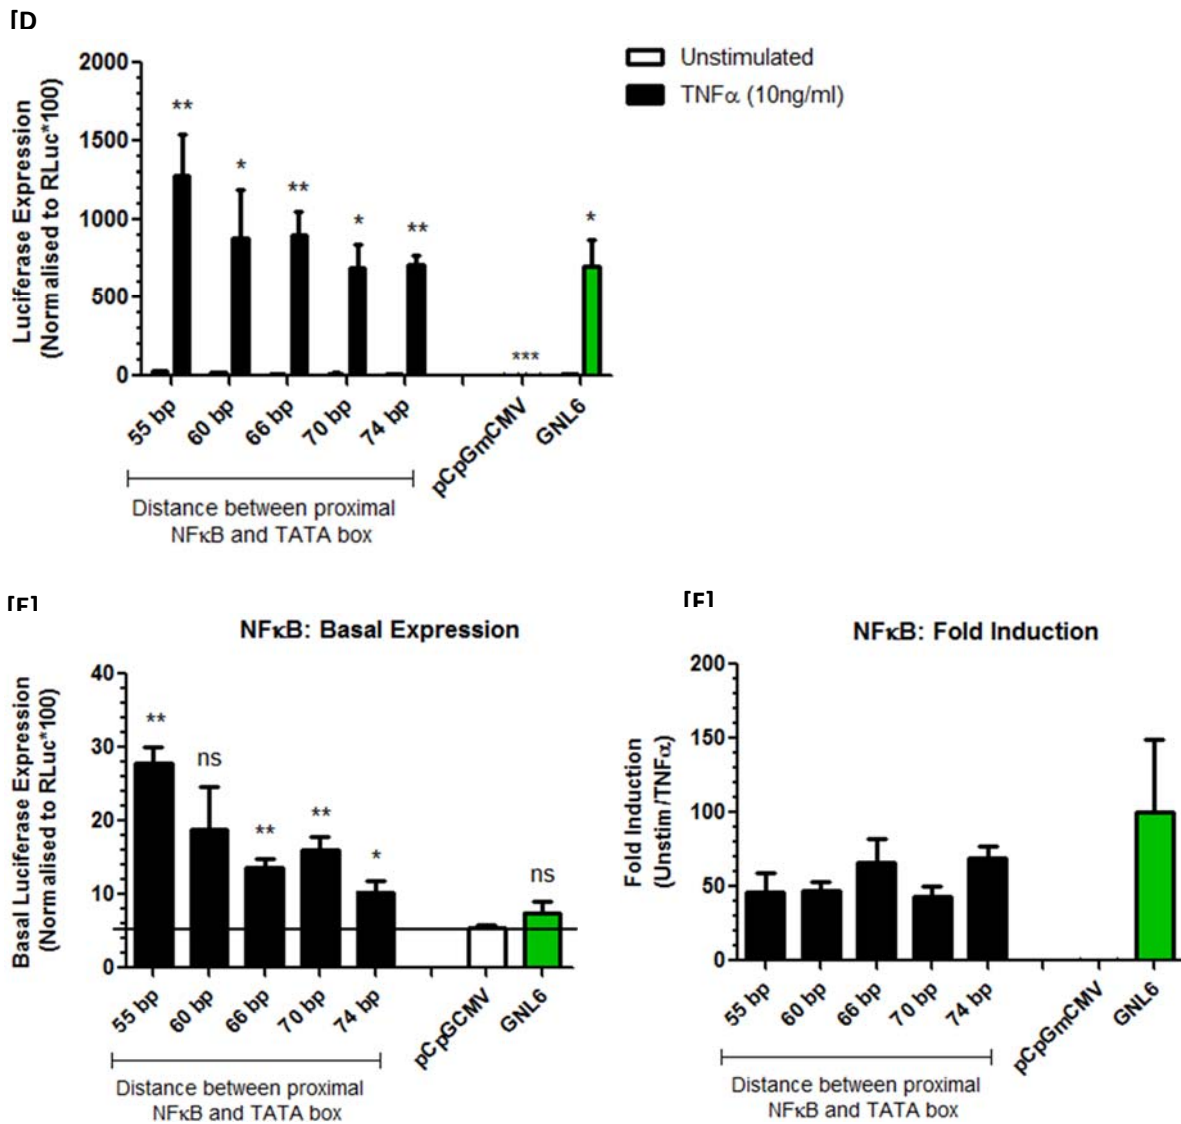 [D
Unstimulated
TNFα (10ng/ml)
Luciferase Expression
(Normalised to RLuc*100)
2000
1500
1000
500
0
**
*
**
*
**
***
*
55 bp
60 bp
66 bp
70 bp
74 bp
pCpGmCMV
GNL6
Distance between proximal
NFκB and TATA box
NFκB: Basal Expression
Basal Luciferase Expression
(Normalised to RLuc*100)
40
30
20
10
0
**
ns
**
**
*
ns
55 bp
60 bp
66 bp
70 bp
74 bp
pCpGCMV
GNL6
Distance between proximal
NFκB and TATA box
NFκB: Fold Induction
Fold Induction
(Unstim/TNFα)
200
150
100
50
0
55 bp
60 bp
66 bp
70 bp
74 bp
pCpGmCMV
GNL6
Distance between proximal
NFκB and TATA box